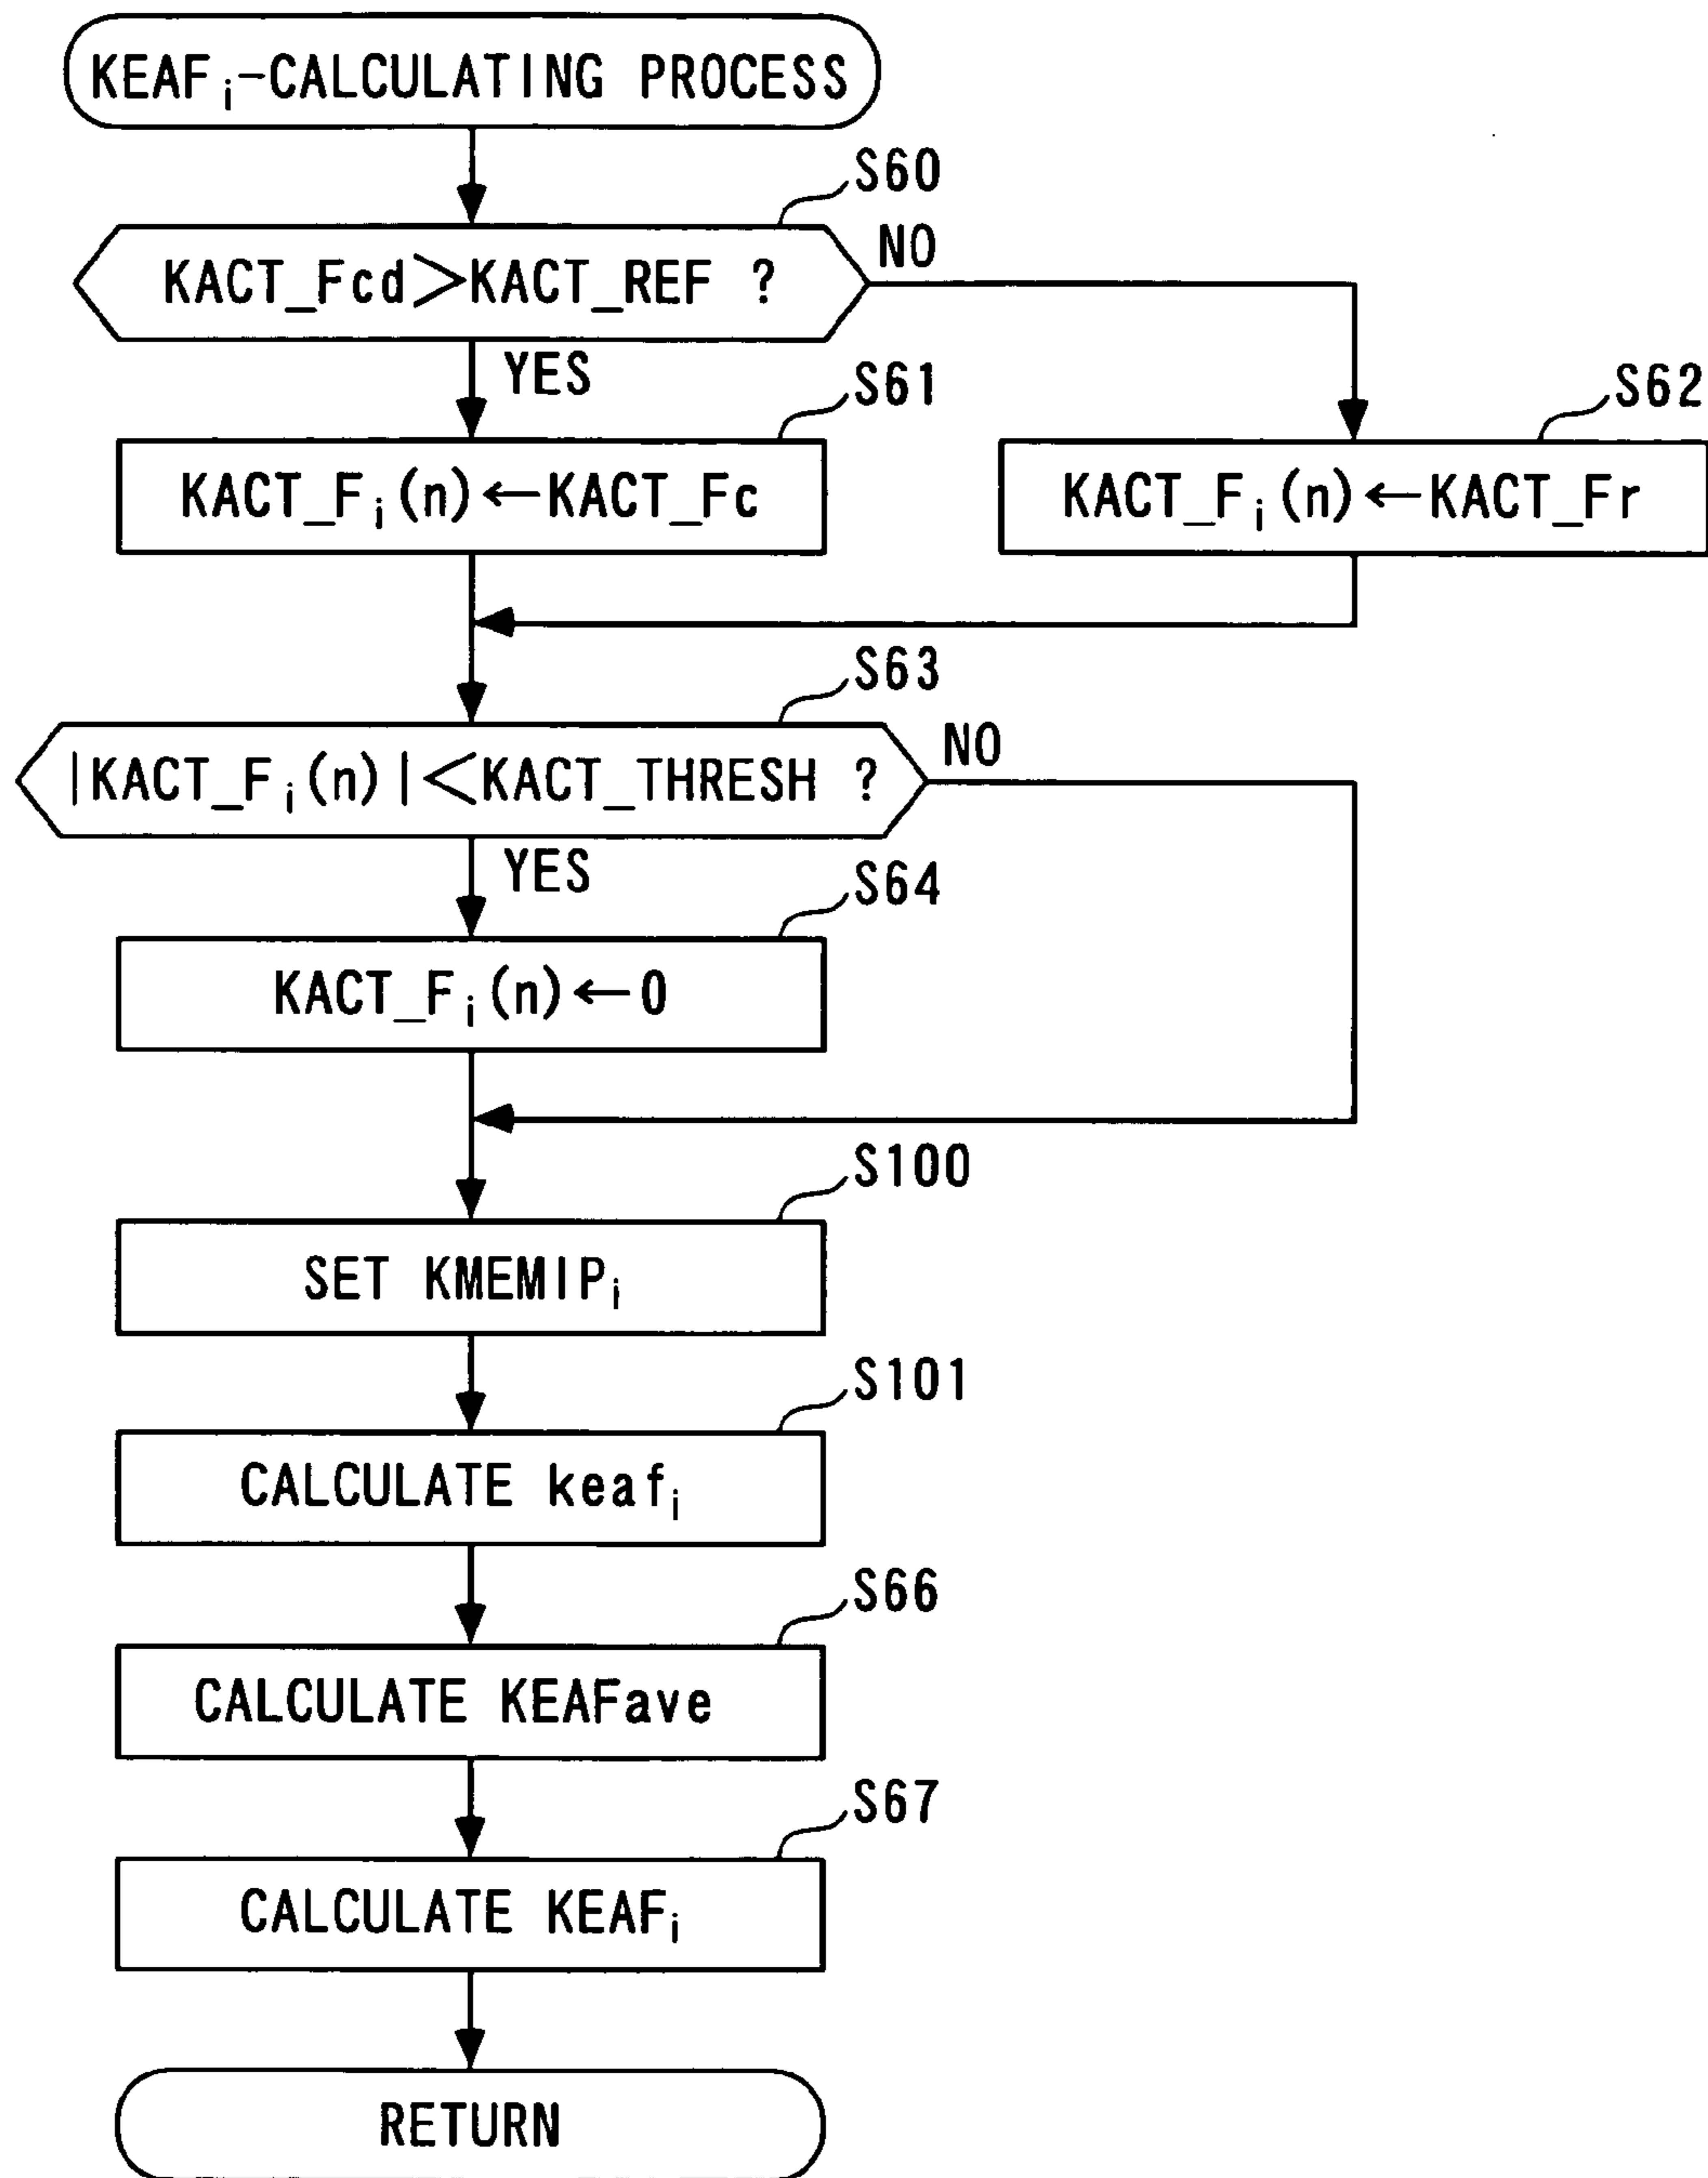 KEAFi-CALCULATING PROCESS
S60
KACT_Fcd>KACT_REF ?
NO
YES
S61
S62
KACT_Fi(n)←KACT_Fc
KACT_Fi(n)←KACT_Fr
S63
|KACT_Fi(n)|<KACT_THRESH ?
NO
YES
S64
KACT_Fi(n)←0
S100
SET KMEMIPi
S101
CALCULATE keafi
S66
CALCULATE KEAFave
S67
CALCULATE KEAFi
RETURN